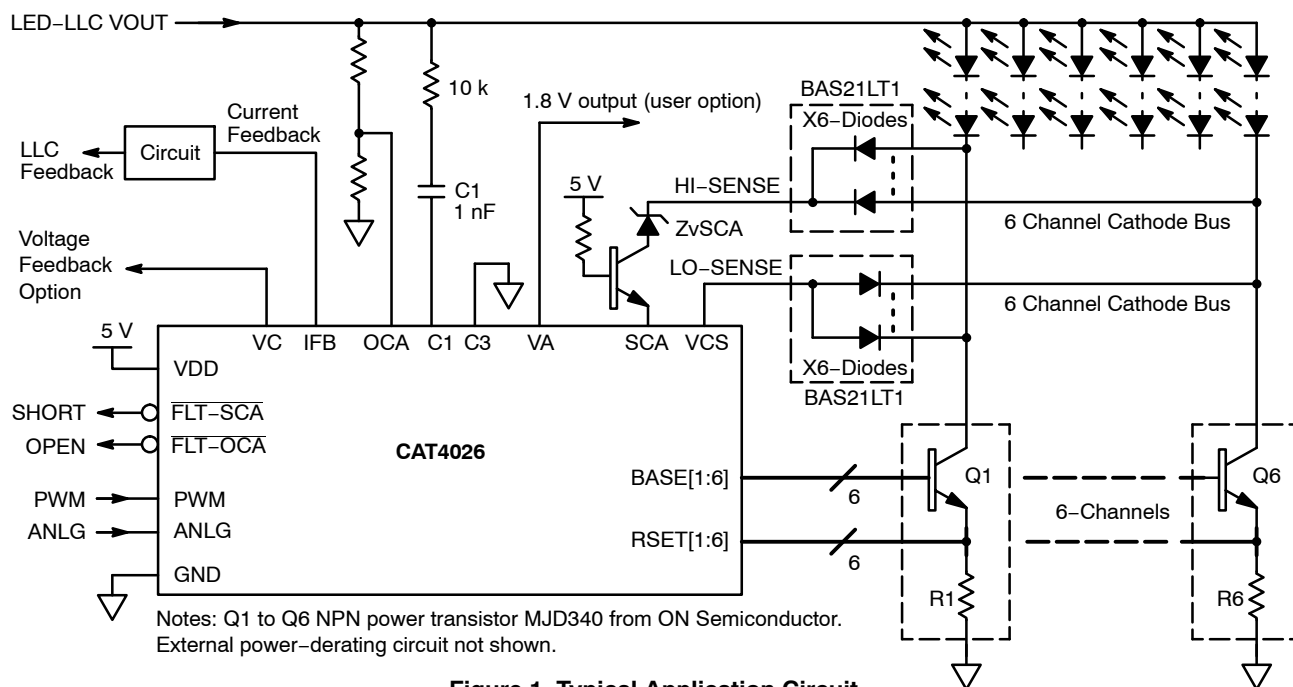 LED−LLC VOUT
10 k
1.8 V output (user option)
BAS21LT1
X6−Diodes
Current
Feedback
LLC
Feedback
Circuit
C1
1 nF
5 V
HI−SENSE
ZvSCA
6 Channel Cathode Bus
Voltage
Feedback
Option
LO−SENSE
6 Channel Cathode Bus
5 V
VC IFB OCA C1 C3 VA SCA VCS
X6−Diodes
BAS21LT1
VDD
SHORT FLT−SCA
OPEN FLT−OCA
CAT4026
PWM PWM
ANLG ANLG
GND
BASE[1:6]
6
RSET[1:6]
6
Q1
6−Channels
Q6
R1
R6
Notes: Q1 to Q6 NPN power transistor MJD340 from ON Semiconductor.
External power−derating circuit not shown.
Figure 1. Typical Application Circuit